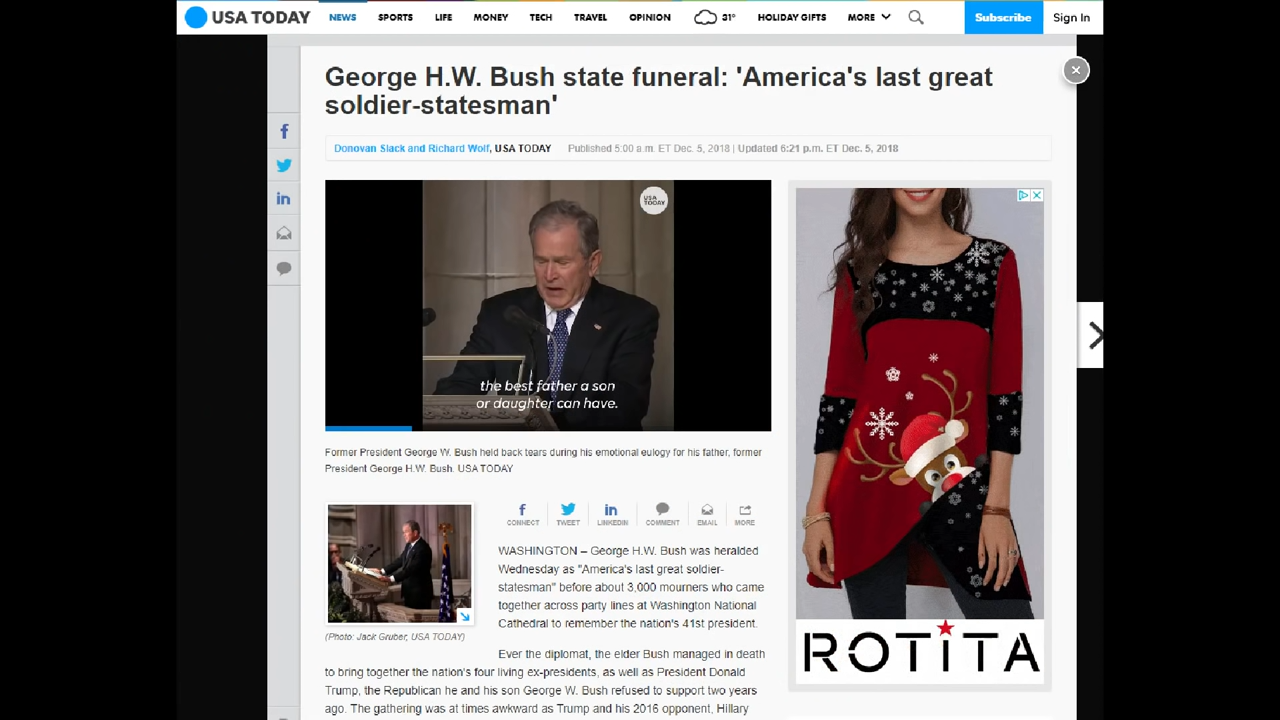 USA TODAY
NEWS SPORTS LIFE MONEY TECH TRAVEL OPINION 31° HOLIDAY GIFTS MORE Subscribe Sign In
George H.W. Bush state funeral: 'America's last great
soldier-statesman'
Donovan Slack and Richard Wolf, USA TODAY Published 5:00 a.m. ET Dec. 5, 2018 | Updated 6:21 p.m. ET Dec. 5, 2018
USA
TODAY
the best father a son
or daughter can have.
Former President George W. Bush held back tears during his emotional eulogy for his father, former
President George H.W. Bush. USA TODAY
CONNECT TWEET LINKEDIN COMMENT EMAIL MORE
(Photo: Jack Gruber, USA TODAY)
WASHINGTON – George H.W. Bush was heralded
Wednesday as "America's last great soldier-
statesman" before about 3,000 mourners who came
together across party lines at Washington National
Cathedral to remember the nation's 41st president.
Ever the diplomat, the elder Bush managed in death
to bring together the nation's four living ex-presidents, as well as President Donald
Trump, the Republican he and his son George W. Bush refused to support two years
ago. The gathering was at times awkward as Trump and his 2016 opponent, Hillary
ROTITA